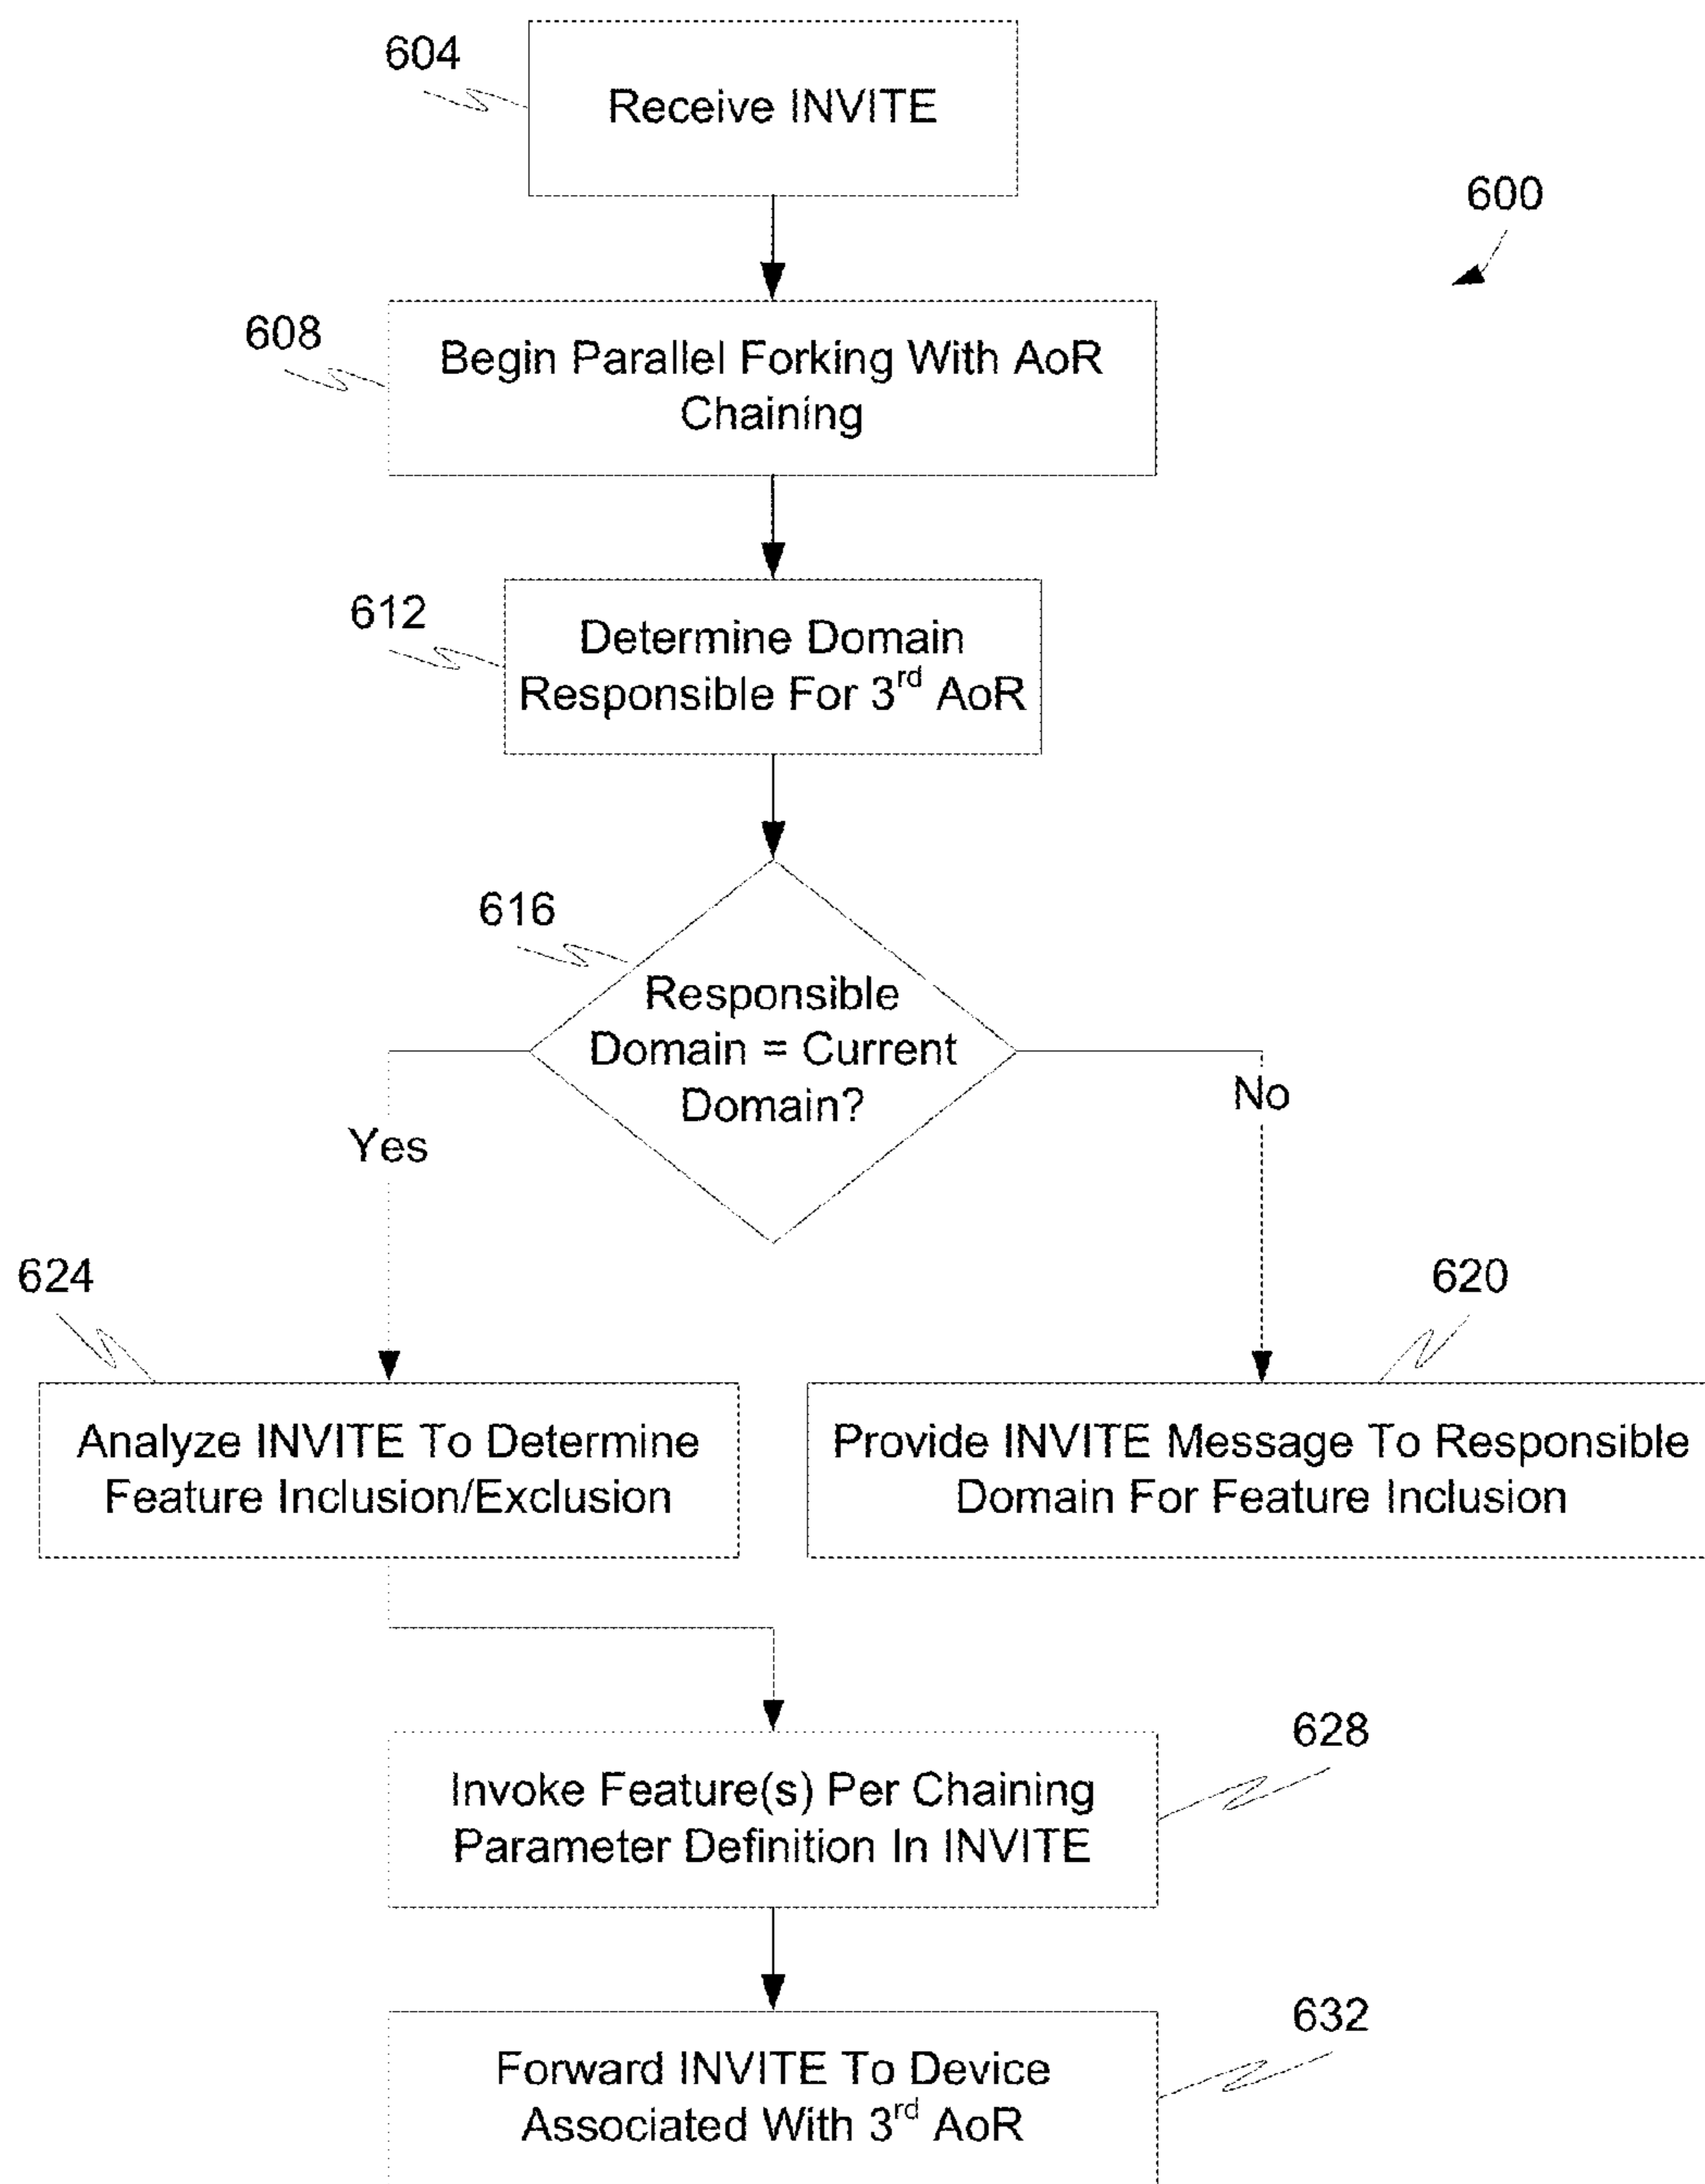 604
Receive INVITE
600
608
Begin Parallel Forking With AoR
Chaining
612
Determine Domain
Responsible For 3rd AoR
616
Responsible
Domain = Current
Domain?
Yes
No
624
620
Analyze INVITE To Determine
Feature Inclusion/Exclusion
Provide INVITE Message To Responsible
Domain For Feature Inclusion
628
Invoke Feature(s) Per Chaining
Parameter Definition In INVITE
632
Forward INVITE To Device
Associated With 3rd AoR